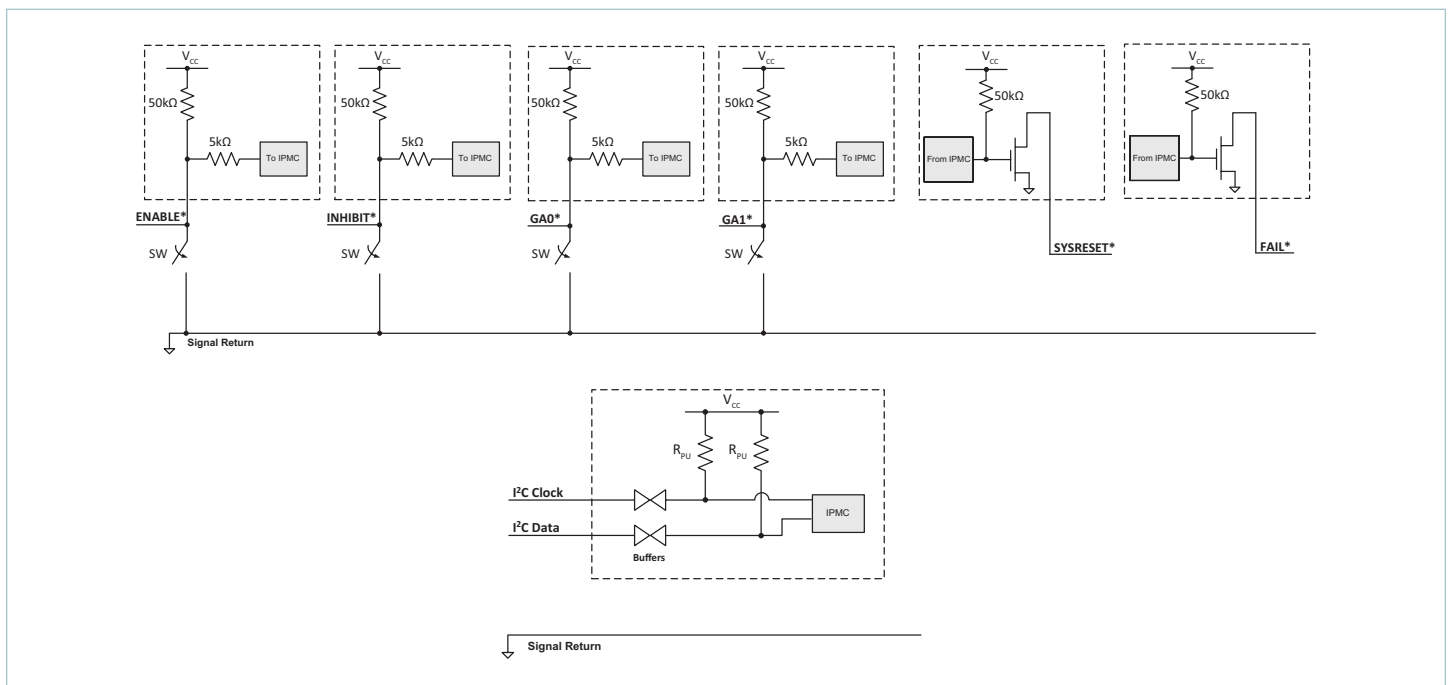 VCC VCC VCC VCC VCC VCC
50kΩ 50kΩ 50kΩ 50kΩ 50kΩ 50kΩ
5kΩ 5kΩ 5kΩ 5kΩ
To IPMC To IPMC To IPMC To IPMC From IPMC From IPMC
ENABLE* INHIBIT* GA0* GA1*
SW SW SW SW SYSRESET* FAIL*
Signal Return
VCC
RPU RPU
I²C Clock
IPMC
I²C Data
Buffers
Signal Return